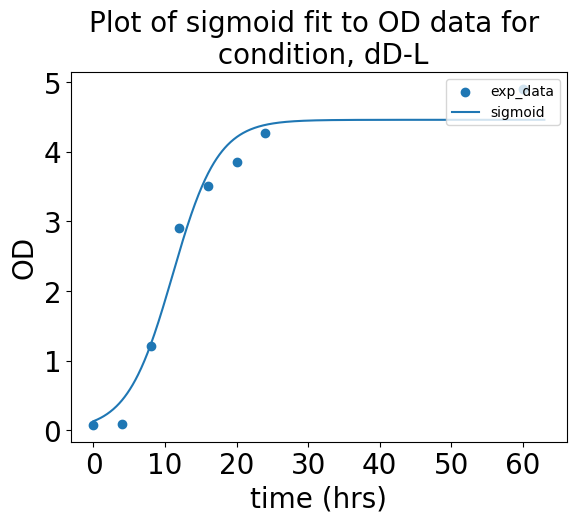 Plot of sigmoid fit to OD data for
condition, dD-L
exp_data
sigmoid
5
4
3
2
1
0
OD
0 10 20 30 40 50 60
time (hrs)